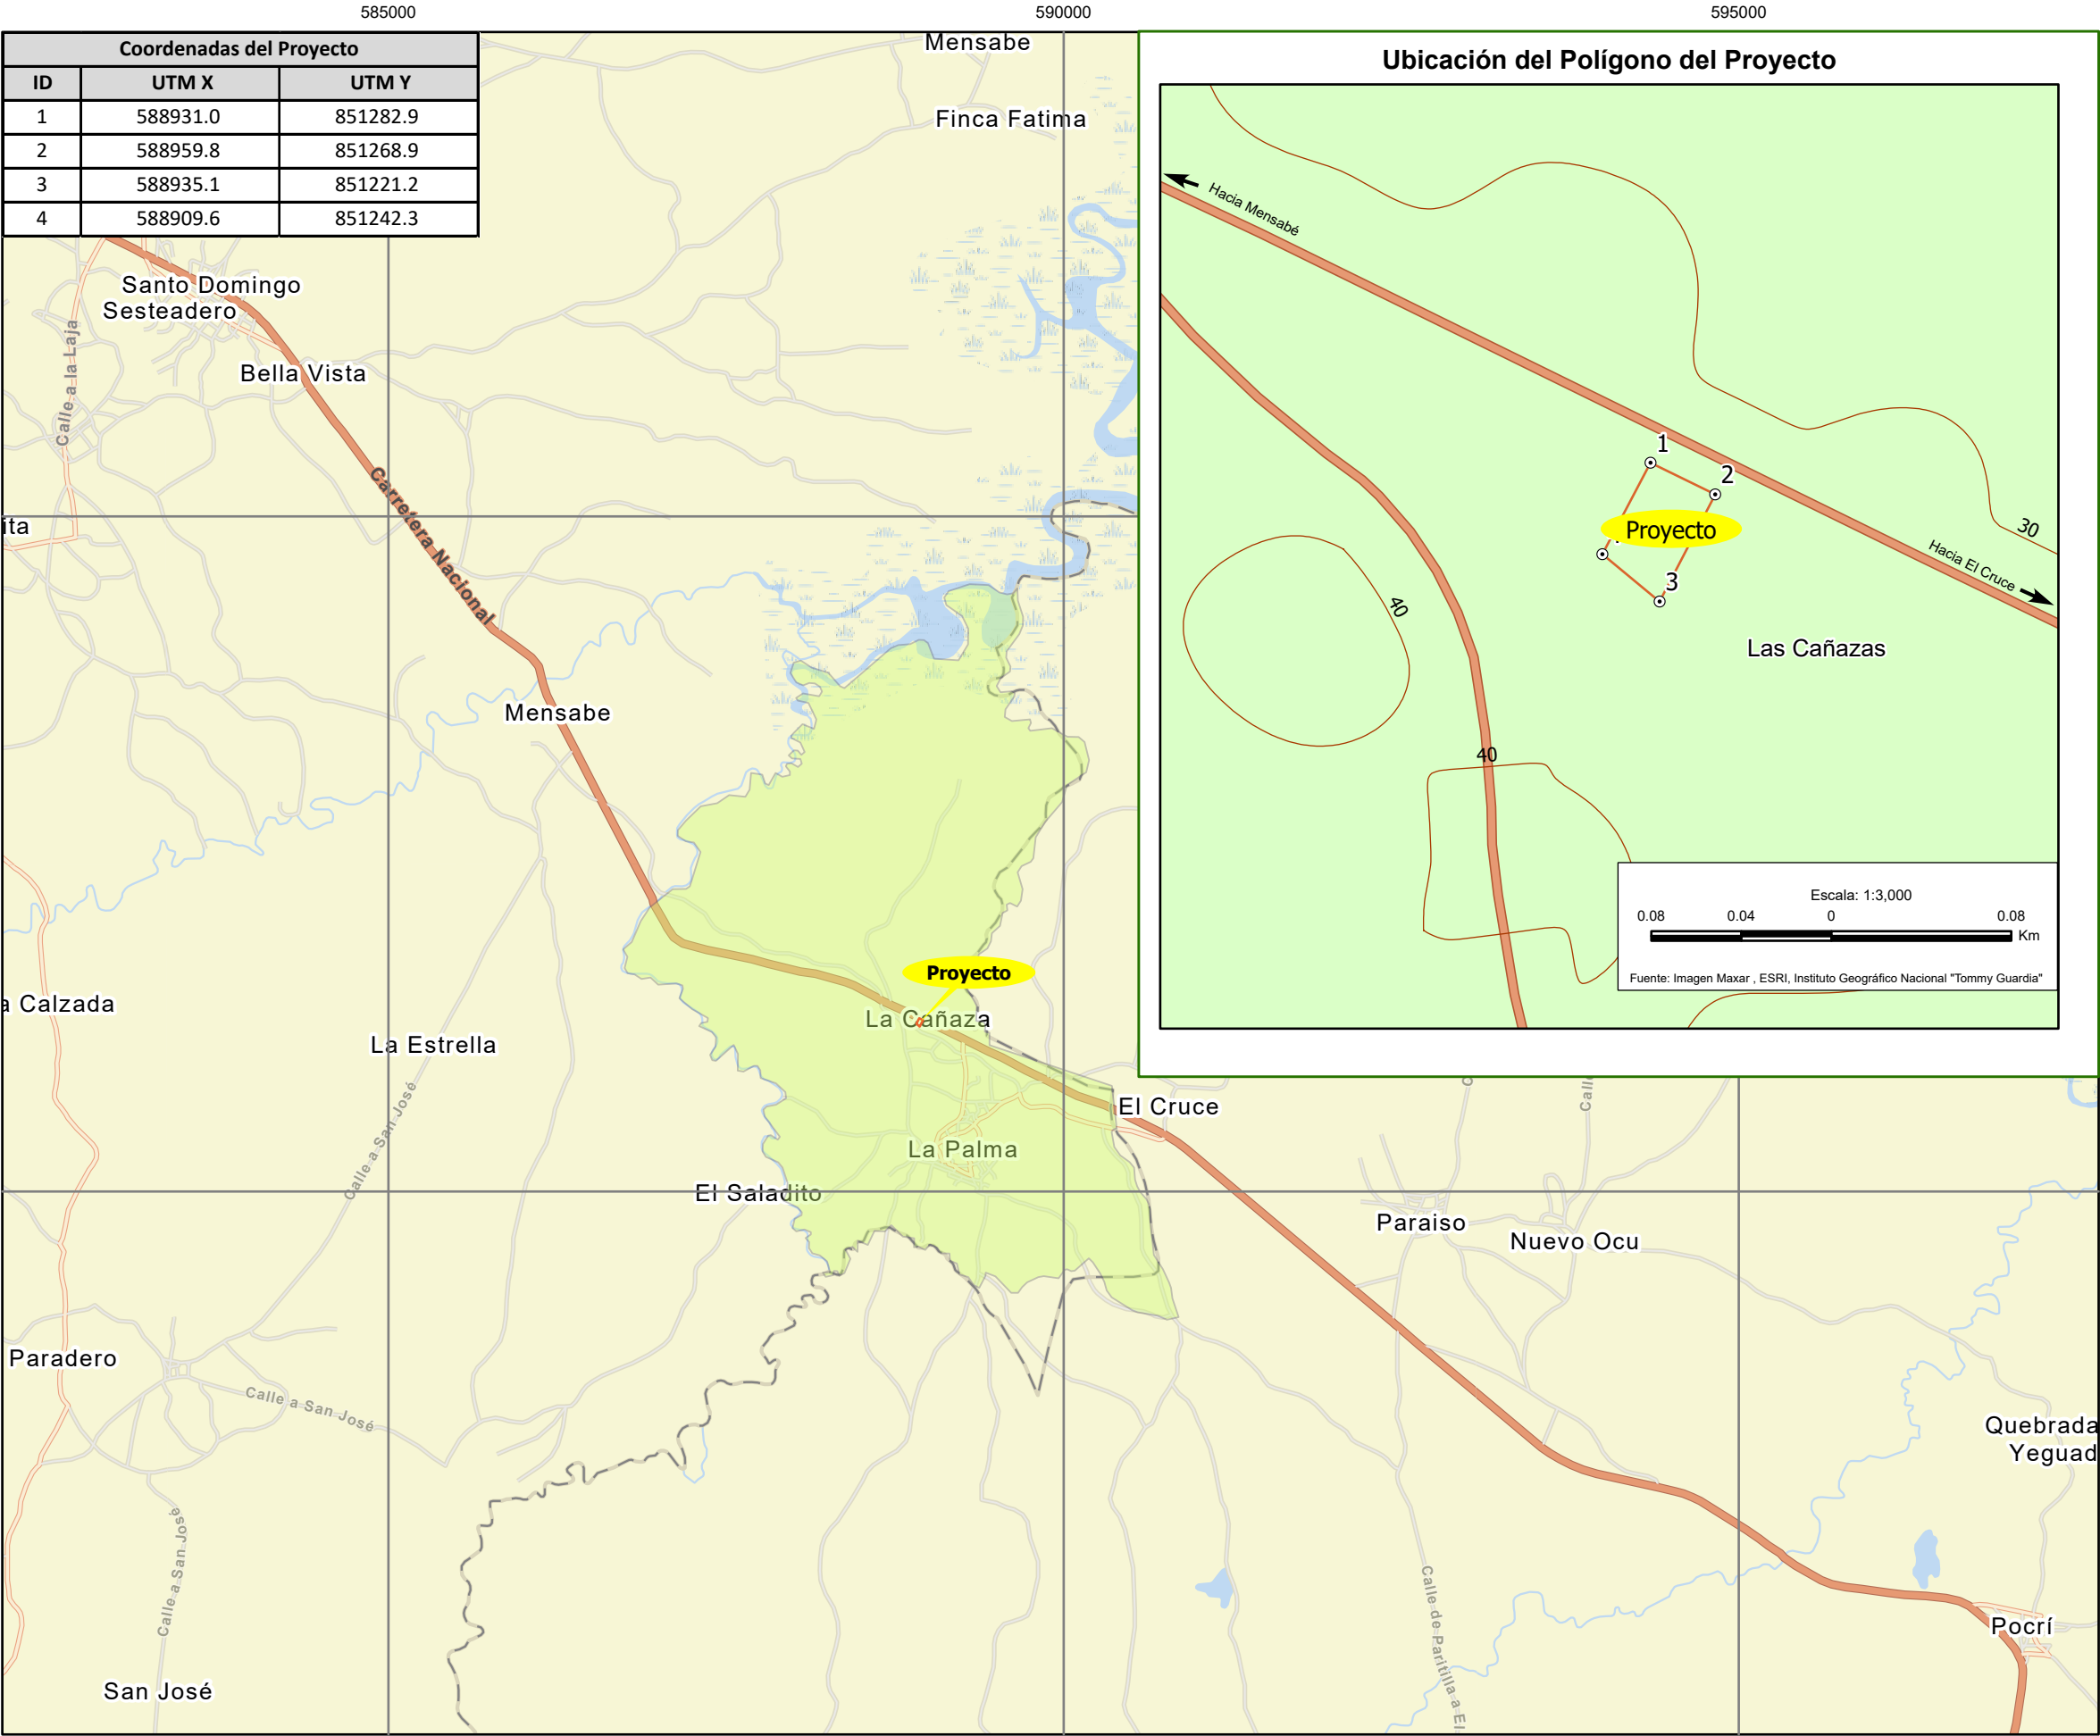 585000
590000
595000
Coordenadas del Proyecto
ID UTM X UTM Y
1 588931.0 851282.9
2 588959.8 851268.9
3 588935.1 851221.2
4 588909.6 851242.3
Mensabe
Finca Fatima
Santo Domingo
Sesteadero
Calle a la Laja
Bella Vista
Carretera Nacional
ita
Mensabe
Proyecto
La Cañaza
a Calzada
La Estrella
Calle a San José
El Cruce
La Palma
El Saladito
Paraiso
Nuevo Ocu
Paradero
Calle a San José
Calle a San José
San José
Calle de Paritilla a El
Quebrada
Yeguad
Pocrí
Call
C
Ubicación del Polígono del Proyecto
Hacia Mensabé
1
2
Proyecto
3
30
Hacia El Cruce
40
Las Cañazas
40
Escala: 1:3,000
0.08 0.04 0 0.08
Km
Fuente: Imagen Maxar , ESRI, Instituto Geográfico Nacional "Tommy Guardia"